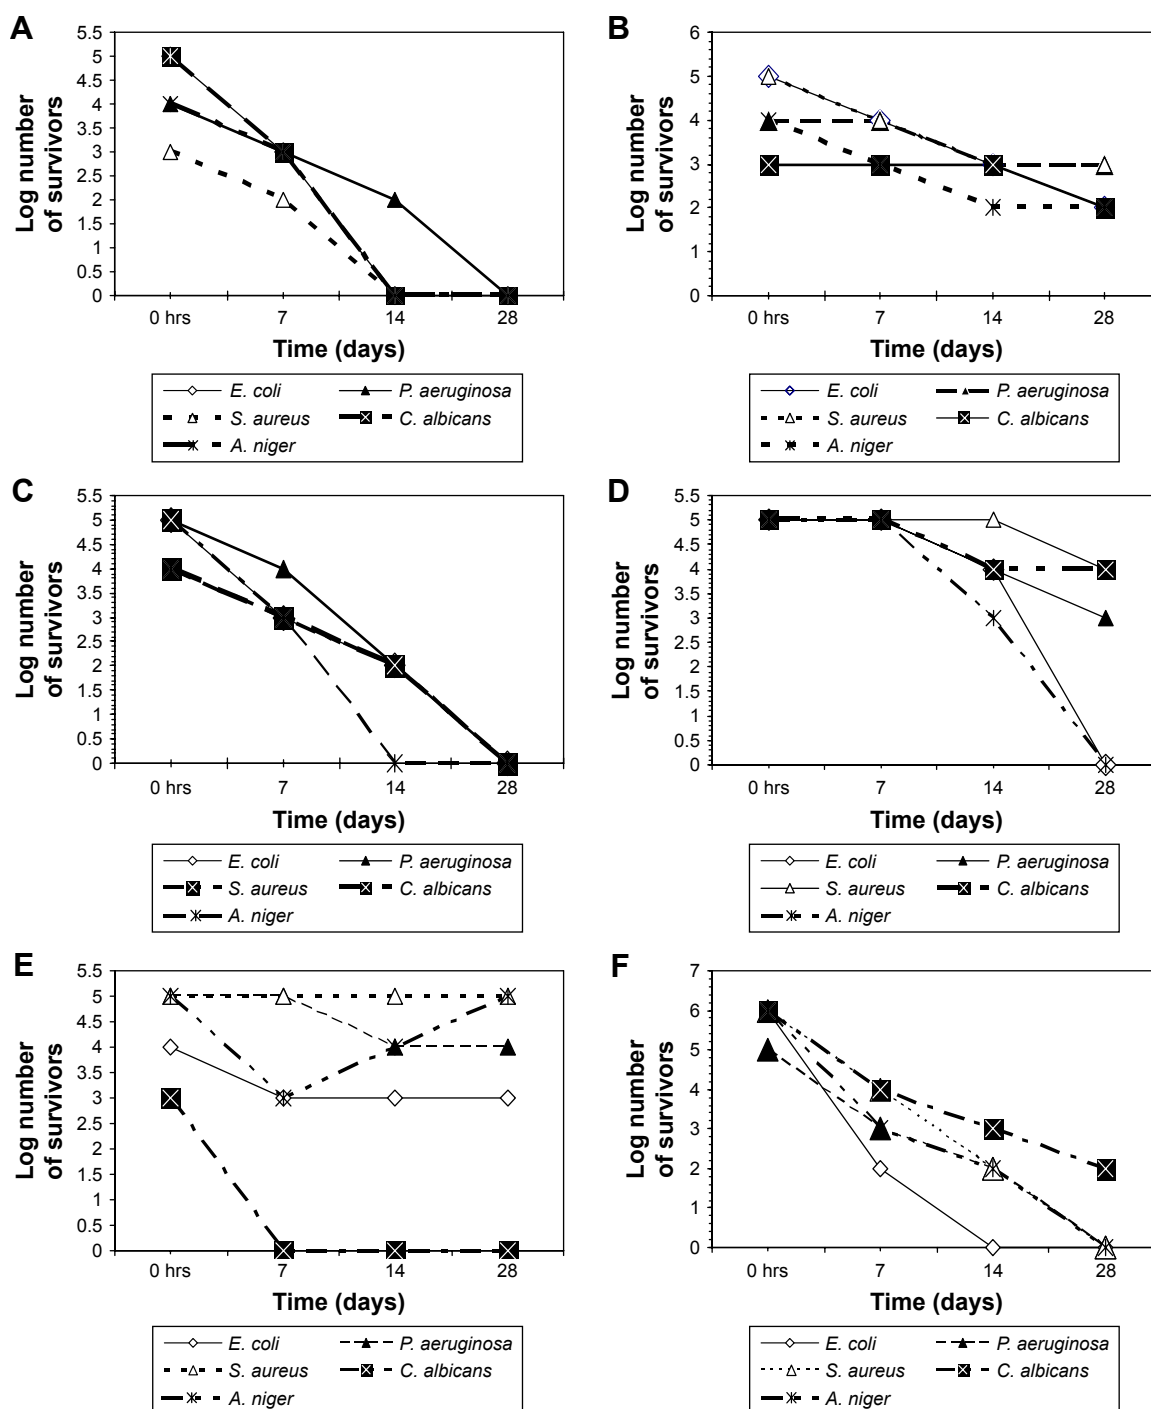 A
5.5
5
4.5
4
3.5
3
2.5
2
1.5
1
0.5
0
Log number
of survivors
0 hrs 7 14 28
Time (days)
E. coli P. aeruginosa
S. aureus C. albicans
A. niger
B
6
5
4
3
2
1
0
Log number
of survivors
0 hrs 7 14 28
Time (days)
E. coli P. aeruginosa
S. aureus C. albicans
A. niger
C
5.5
5
4.5
4
3.5
3
2.5
2
1.5
1
0.5
0
Log number
of survivors
0 hrs 7 14 28
Time (days)
E. coli P. aeruginosa
S. aureus C. albicans
A. niger
D
5.5
5
4.5
4
3.5
3
2.5
2
1.5
1
0.5
0
Log number
of survivors
0 hrs 7 14 28
Time (days)
E. coli P. aeruginosa
S. aureus C. albicans
A. niger
E
5.5
5
4.5
4
3.5
3
2.5
2
1.5
1
0.5
0
Log number
of survivors
0 hrs 7 14 28
Time (days)
E. coli P. aeruginosa
S. aureus C. albicans
A. niger
F
7
6
5
4
3
2
1
0
Log number
of survivors
0 hrs 7 14 28
Time (days)
E. coli P. aeruginosa
S. aureus C. albicans
A. niger